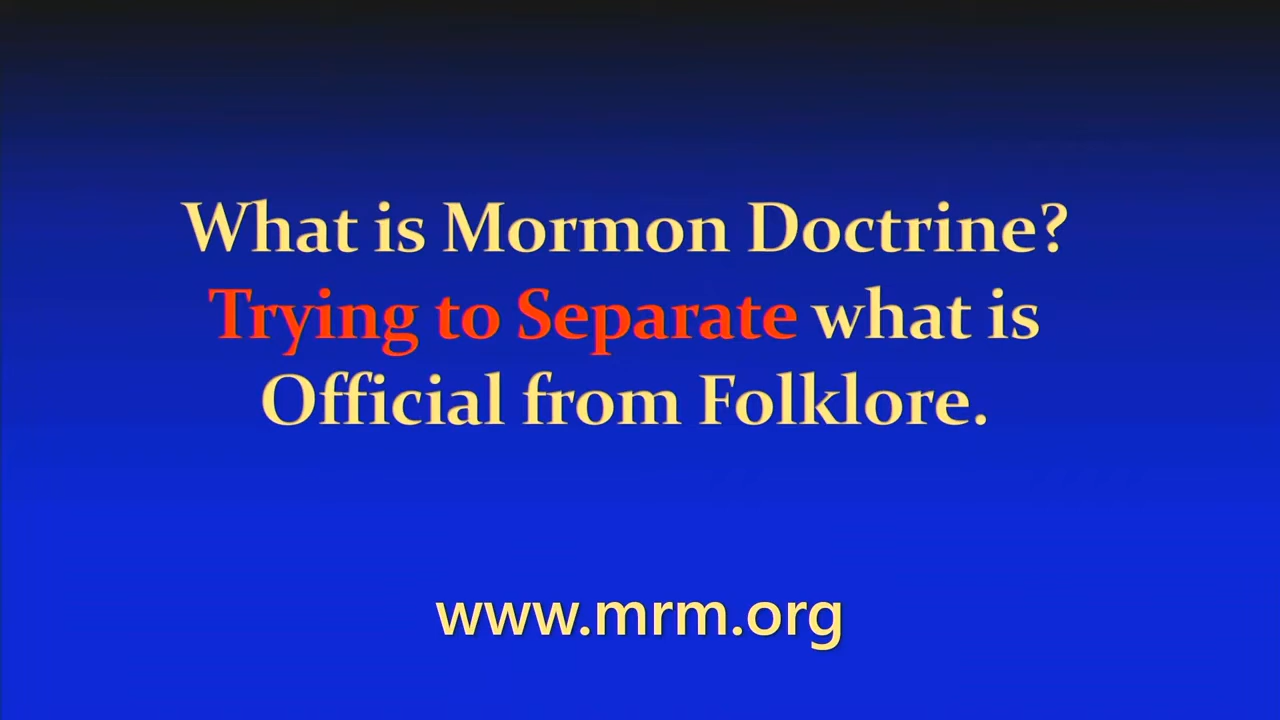 What is Mormon Doctrine?
Trying to Separate what is
Official from Folklore.
www.mrm.org